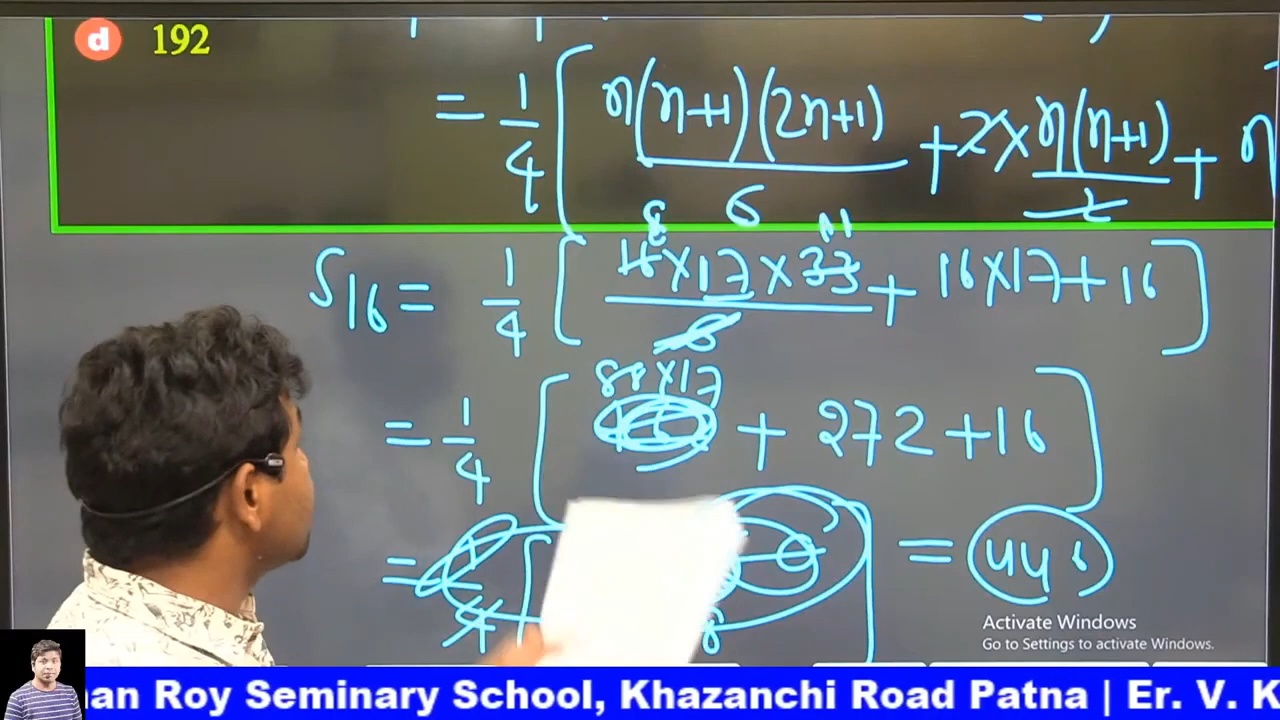 d 192
= 1/4 [ n(n+1)(2n+1)/6 + 2×n(n+1)/2 + n
S16 = 1/4 [ 16×17×33/6 + 16×17 + 16 ]
8 11
88×17
= 1/4 [ + 272 + 16 ]
= = 446
Activate Windows
Go to Settings to activate Windows.
an Roy Seminary School, Khazanchi Road Patna | Er. V. K